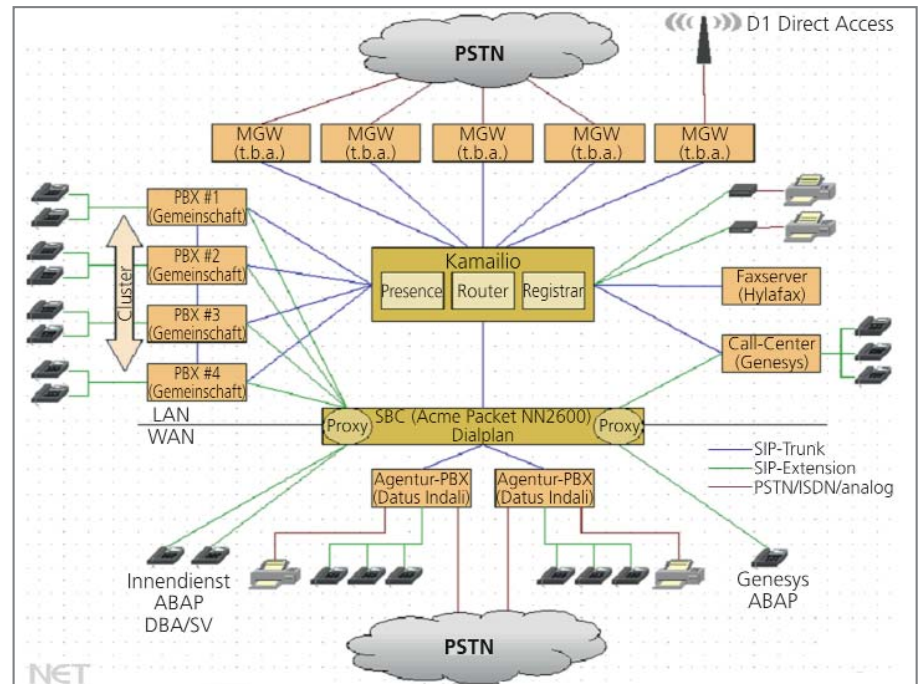 PSTN
D1 Direct Access
MGW
(t.b.a.)
MGW
(t.b.a.)
MGW
(t.b.a.)
MGW
(t.b.a.)
MGW
(t.b.a.)
PBX #1
(Gemeinschaft)
PBX #2
(Gemeinschaft)
PBX #3
(Gemeinschaft)
PBX #4
(Gemeinschaft)
Cluster
Kamailio
Presence
Router
Registrar
Faxserver
(Hylafax)
Call-Center
(Genesys)
LAN
WAN
Proxy
SBC (Acme Packet NN2600)
Dialplan
Proxy
SIP-Trunk
SIP-Extension
PSTN/ISDN/analog
Agentur-PBX
(Datus Indali)
Agentur-PBX
(Datus Indali)
Innendienst
ABAP
DBA/SV
Genesys
ABAP
PSTN
NET